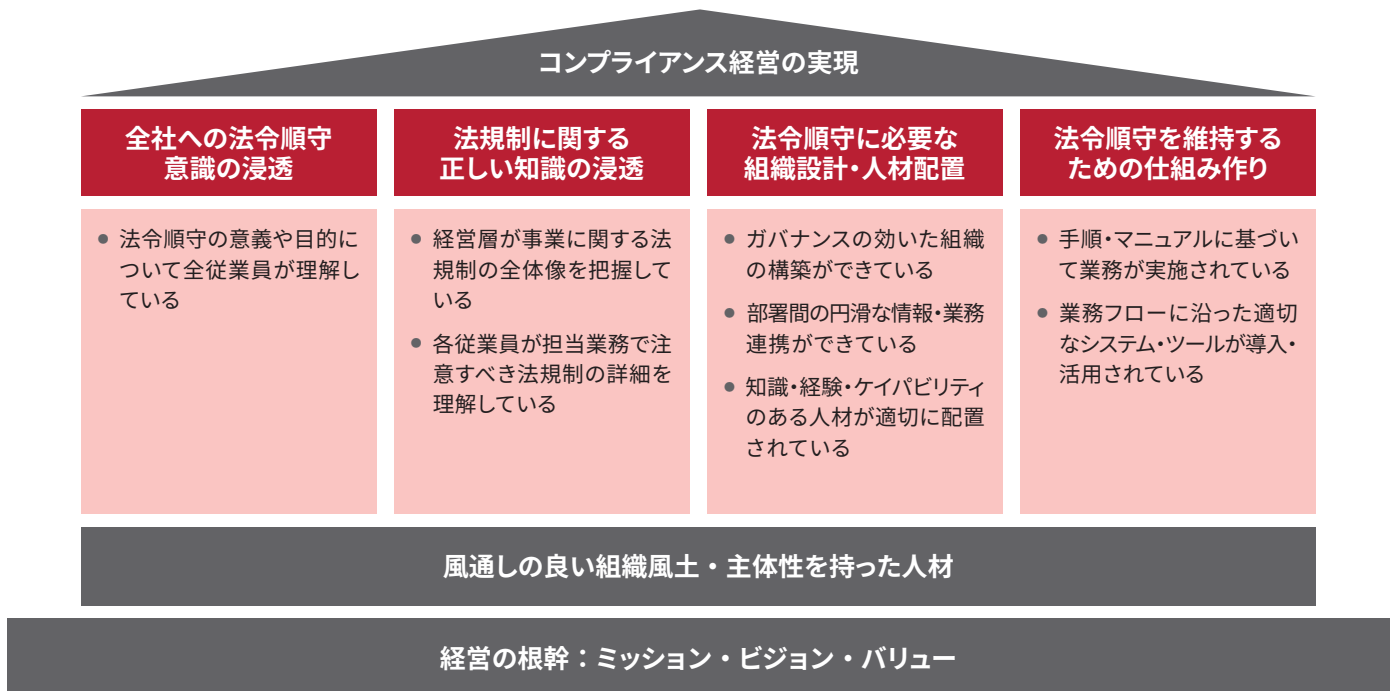 コンプライアンス経営の実現
全社への法令順守
意識の浸透
法令順守の意義や目的に
ついて全従業員が理解し
ている
法規制に関する
正しい知識の浸透
経営層が事業に関する法
規制の全体像を把握して
いる
各従業員が担当業務で注
意すべき法規制の詳細を
理解している
法令順守に必要な
組織設計・人材配置
ガバナンスの効いた組織
の構築ができている
部署間の円滑な情報・業務
連携ができている
知識・経験・ケイパビリティ
のある人材が適切に配置
されている
法令順守を維持する
ための仕組み作り
手順・マニュアルに基づい
て業務が実施されている
業務フローに沿った適切
なシステム・ツールが導入・
活用されている
風通しの良い組織風土・主体性を持った人材
経営の根幹：ミッション・ビジョン・バリュー